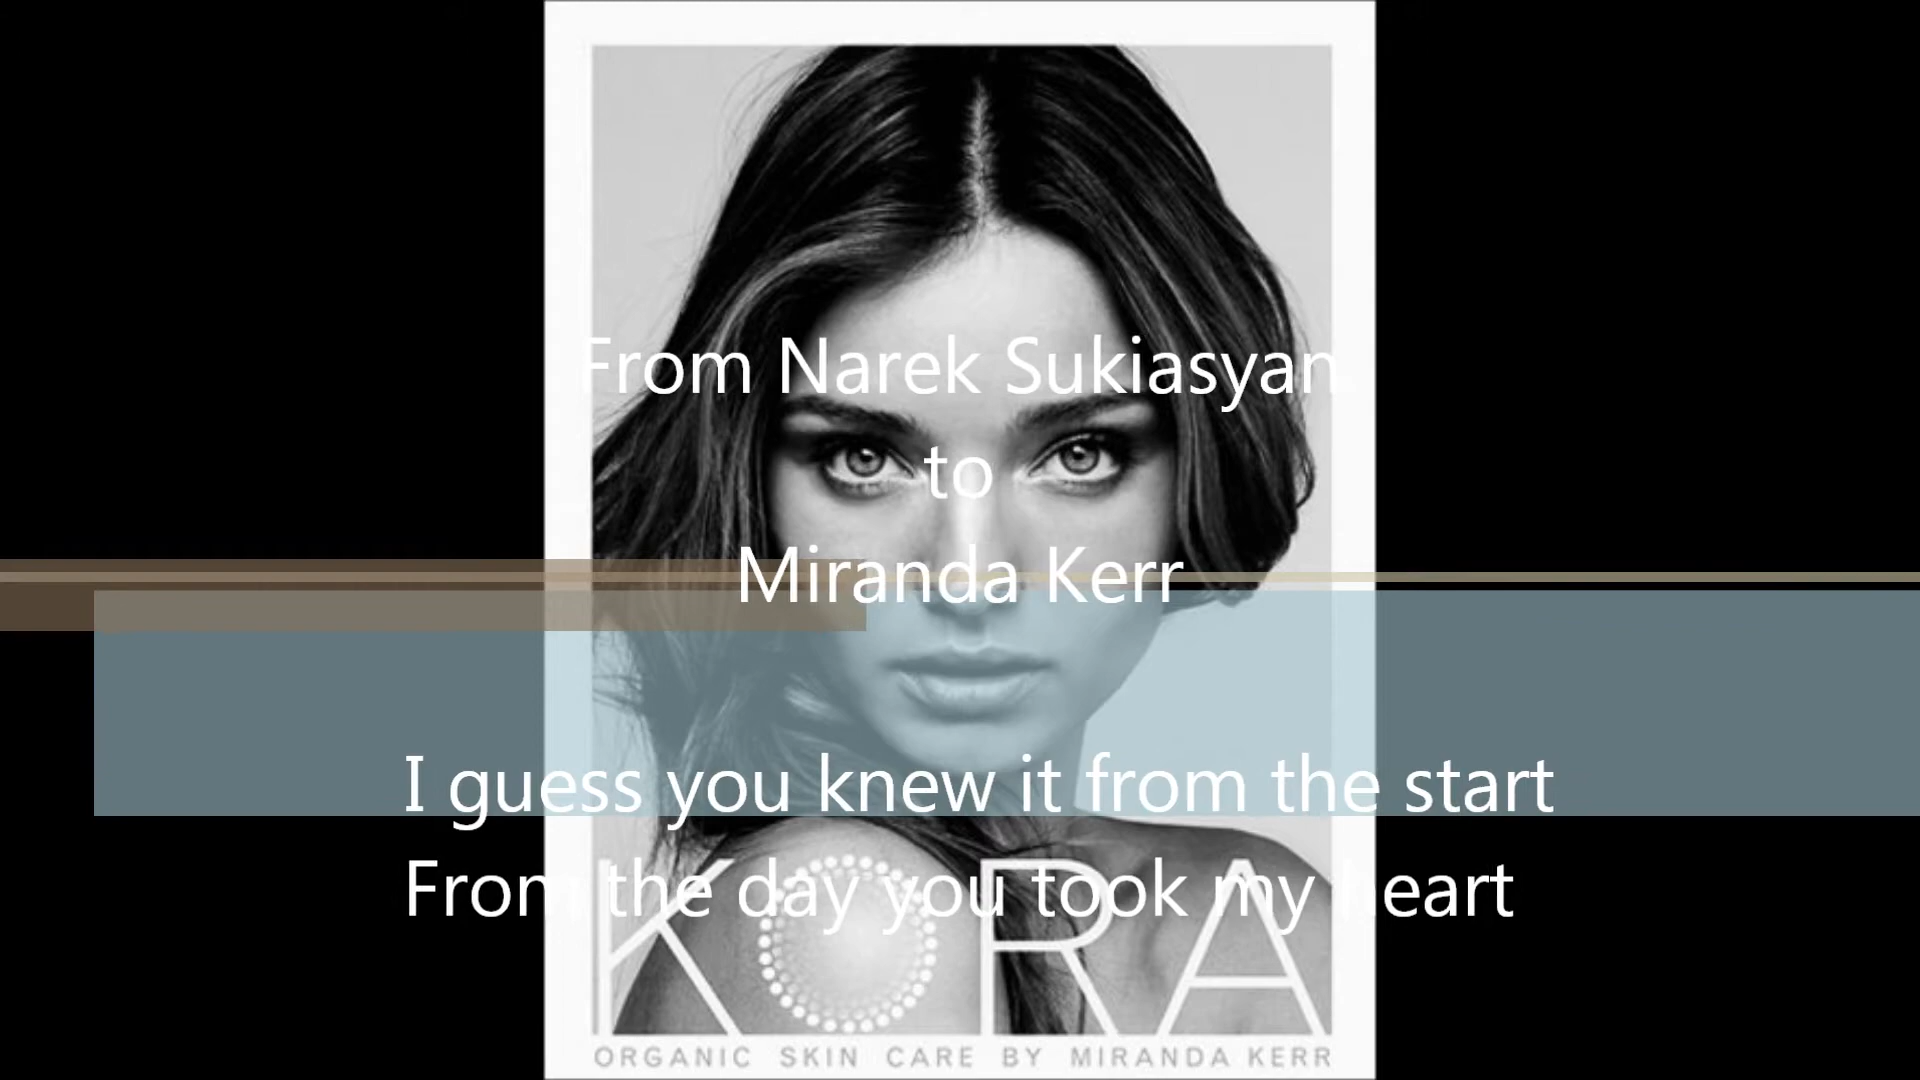 From Narek Sukiasyan
to
Miranda Kerr
I guess you knew it from the start
From the day you took my heart
KORA
ORGANIC SKIN CARE BY MIRANDA KERR